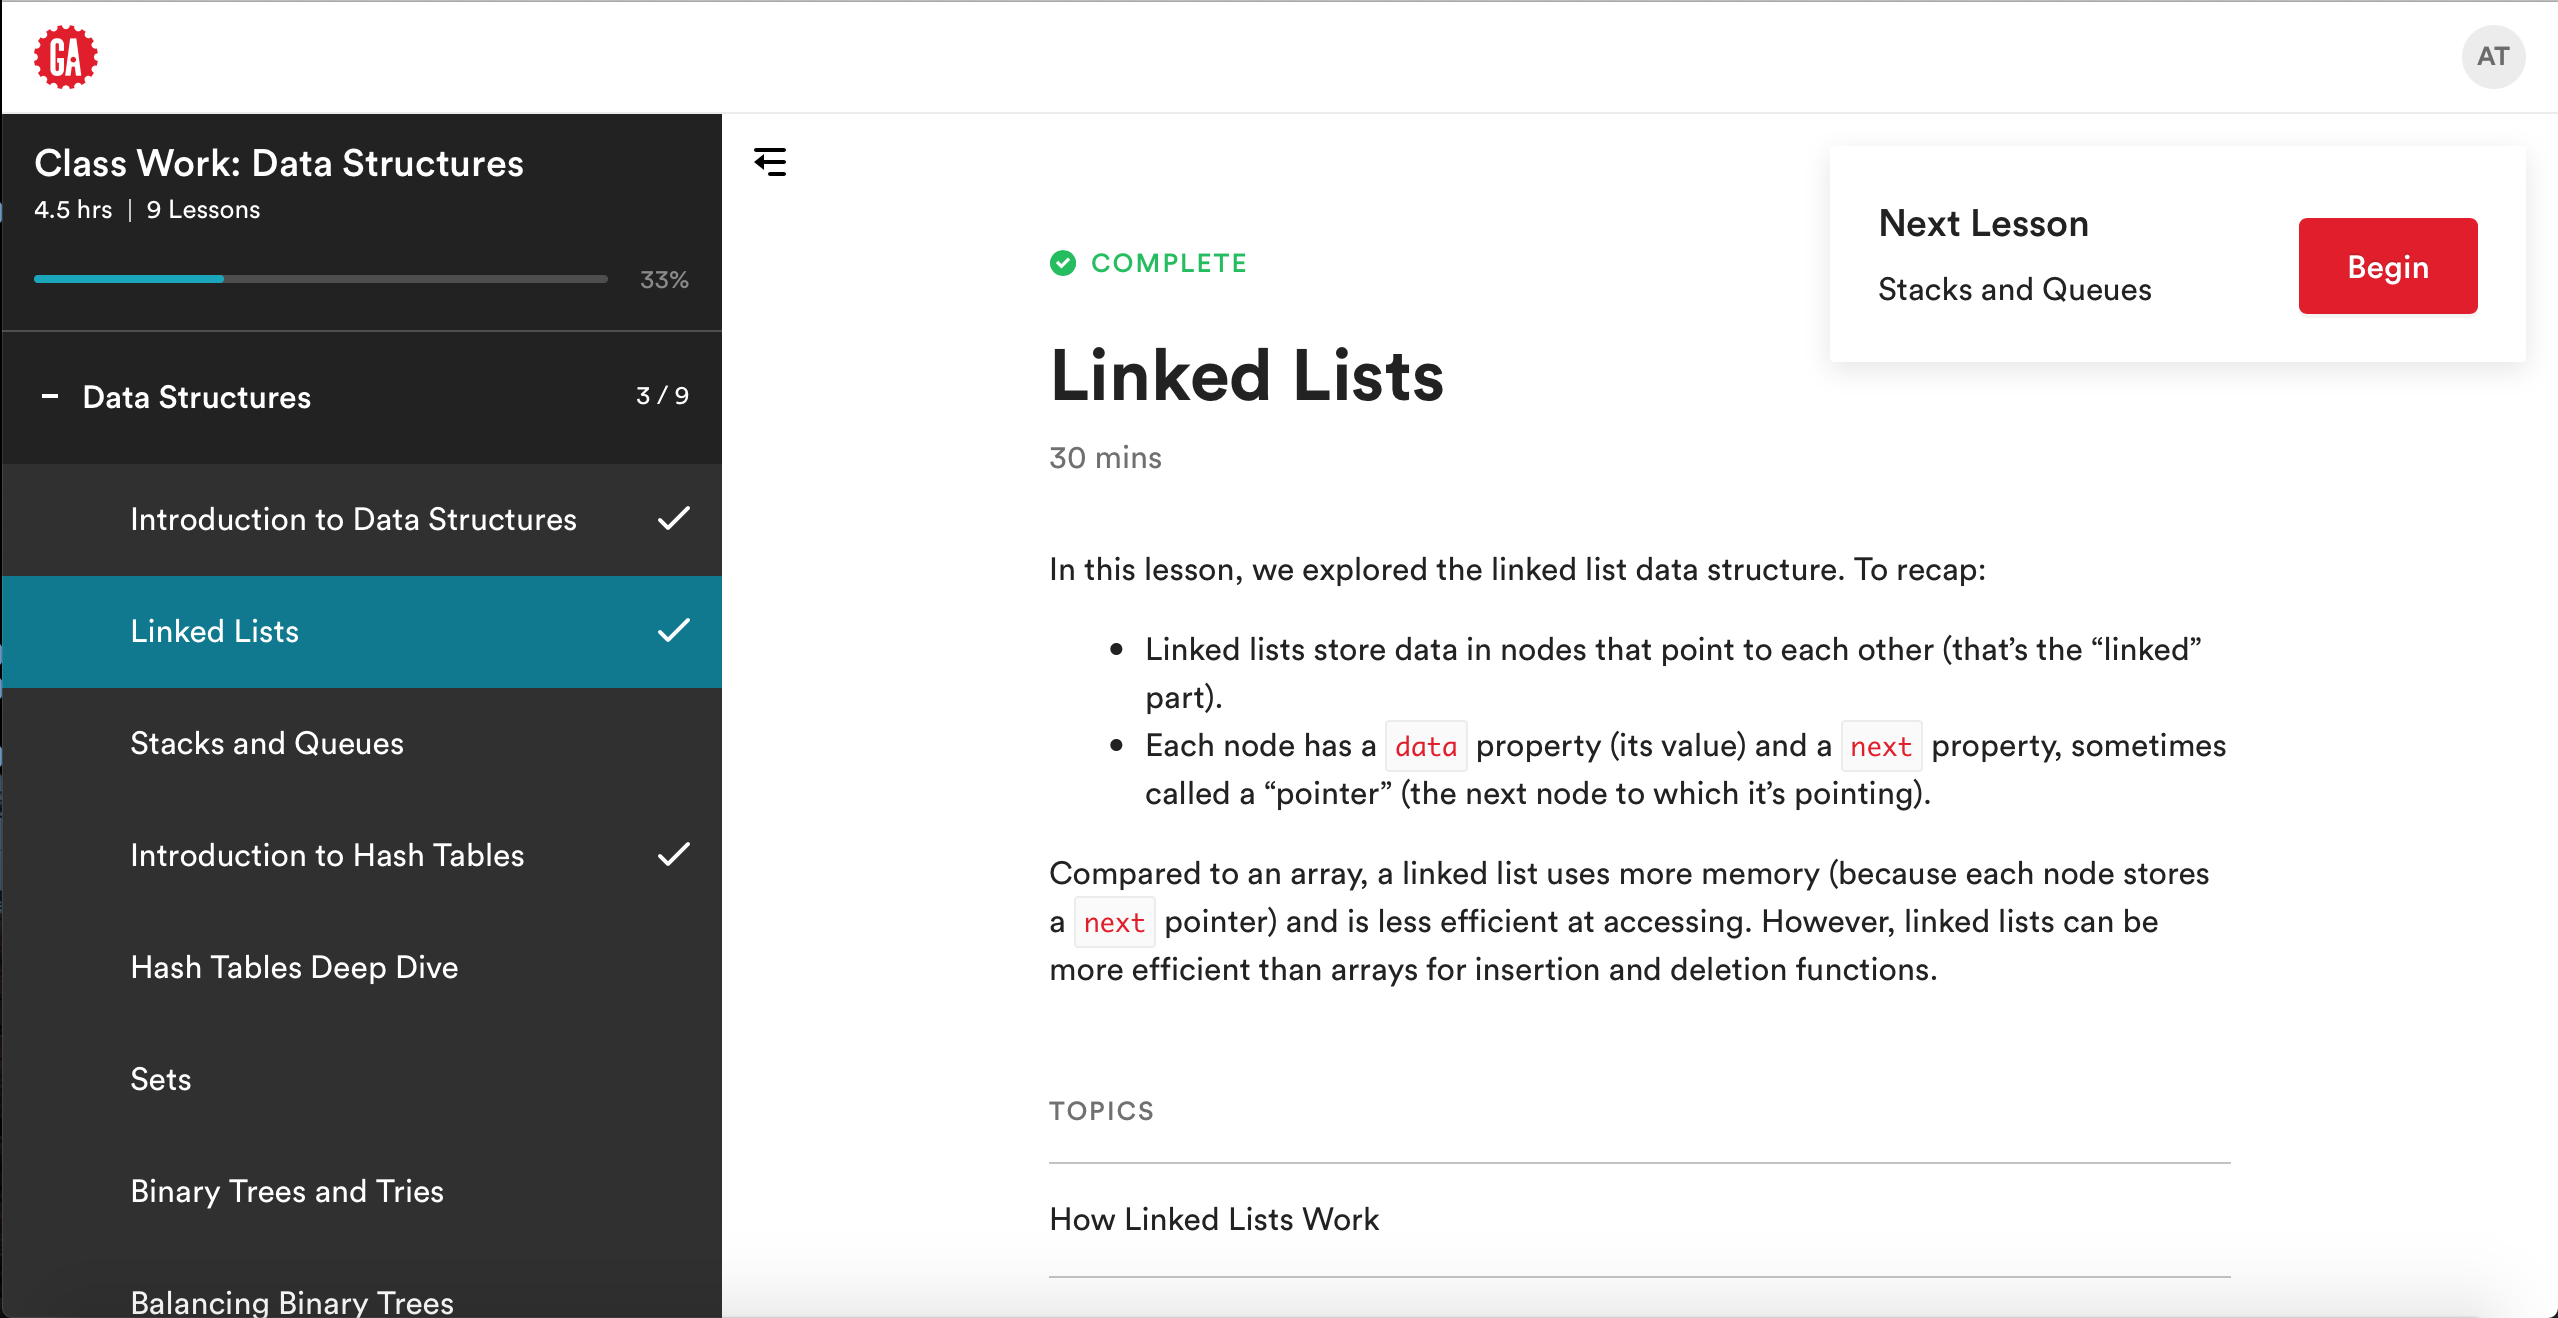 GA
AT
Class Work: Data Structures
4.5 hrs | 9 Lessons
33%
Data Structures 3 / 9
Introduction to Data Structures
Linked Lists
Stacks and Queues
Introduction to Hash Tables
Hash Tables Deep Dive
Sets
Binary Trees and Tries
Balancing Binary Trees
COMPLETE
Linked Lists
30 mins
In this lesson, we explored the linked list data structure. To recap:
• Linked lists store data in nodes that point to each other (that’s the “linked”
part).
• Each node has a data property (its value) and a next property, sometimes
called a “pointer” (the next node to which it’s pointing).
Compared to an array, a linked list uses more memory (because each node stores
a next pointer) and is less efficient at accessing. However, linked lists can be
more efficient than arrays for insertion and deletion functions.
TOPICS
How Linked Lists Work
Next Lesson
Stacks and Queues
Begin